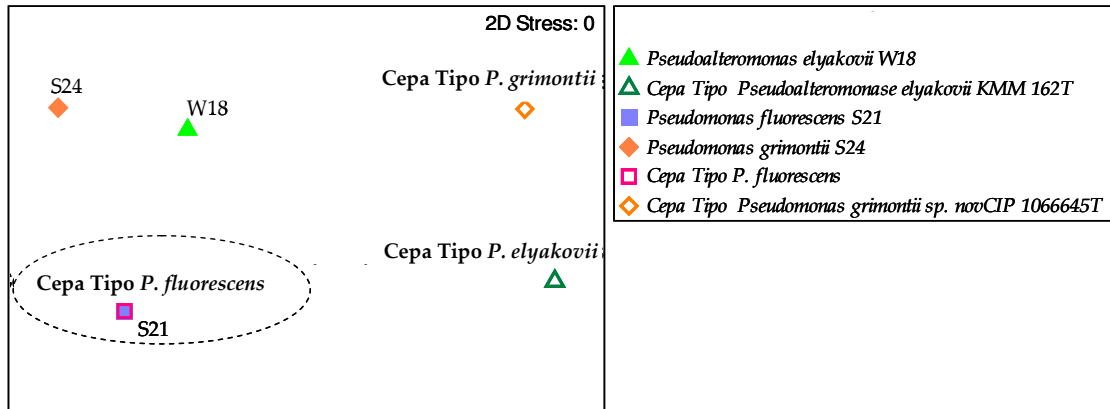 2D Stress: 0
Cepa Tipo P. grimontii
S24
W18
Cepa Tipo P. elyakovii
Cepa Tipo P. fluorescens
S21
Pseudoalteromonas elyakovii W18
Cepa Tipo Pseudoalteromonase elyakovii KMM 162T
Pseudomonas fluorescens S21
Pseudomonas grimontii S24
Cepa Tipo P. fluorescens
Cepa Tipo Pseudomonas grimontii sp. novCIP 1066645T